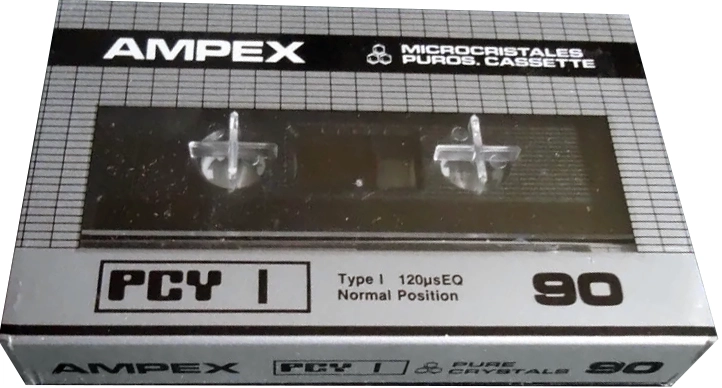 AMPEX
MICROCRISTALES
PUROS. CASSETTE
PCY I
Type I 120µsEQ
Normal Position
90
AMPEX PCY I PURE
CRYSTALS 90